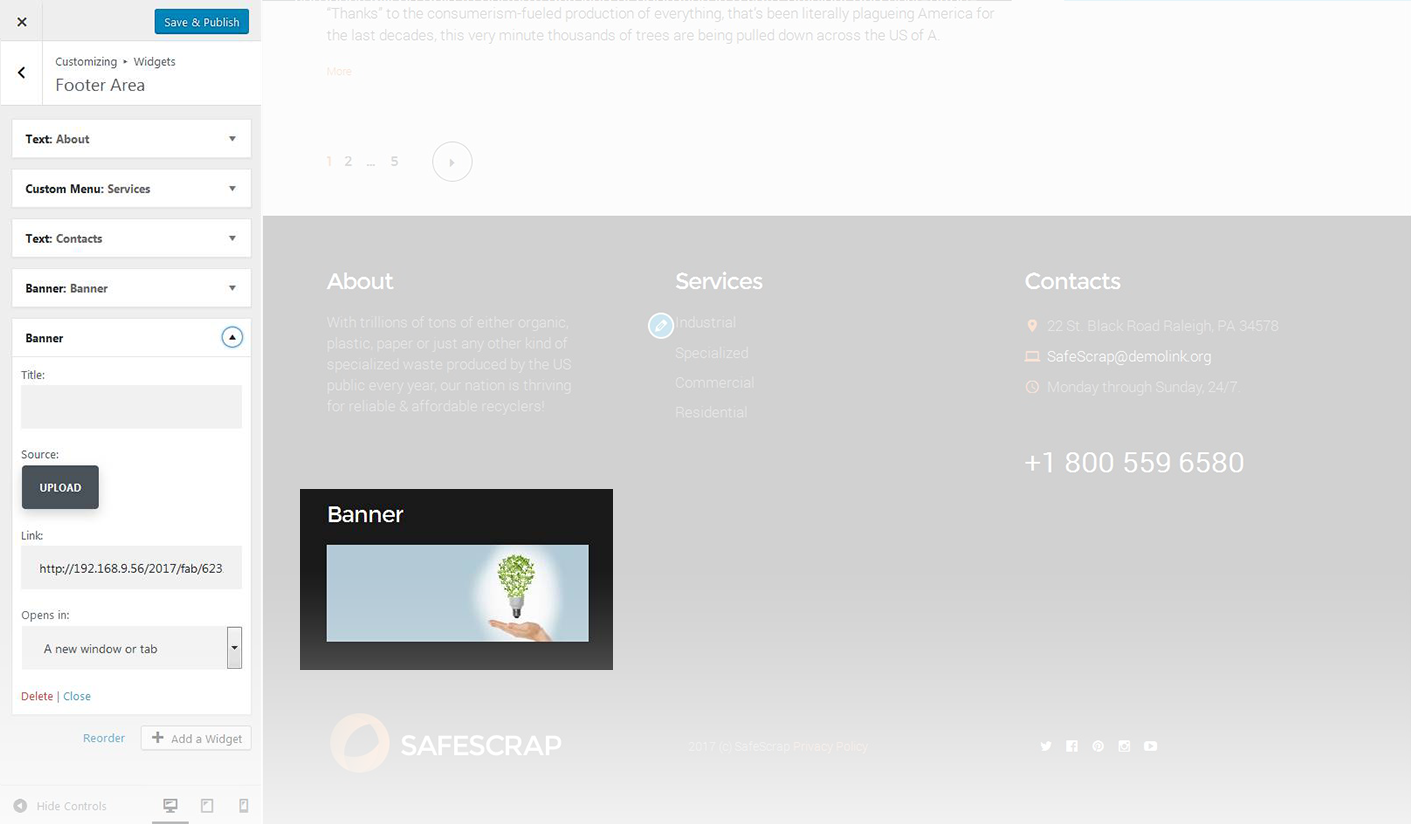 Save & Publish
Customizing ▸ Widgets
Footer Area
Text: About
Custom Menu: Services
Text: Contacts
Banner: Banner
Banner
Title:
Source:
UPLOAD
Link:
http://192.168.9.56/2017/fab/623
Opens in:
A new window or tab
Delete | Close
Reorder
Add a Widget
Hide Controls
"Thanks" to the consumerism-fueled production of everything, that's been literally plagueing America for
the last decades, this very minute thousands of trees are being pulled down across the US of A.
More
1 2 ... 5
About
With trillions of tons of either organic,
plastic, paper or just any other kind of
specialized waste produced by the US
public every year, our nation is thriving
for reliable & affordable recyclers!
Services
Industrial
Specialized
Commercial
Residential
Contacts
22 St Black Road Raleigh, PA 34578
SafeScrap@demolink.org
Monday through Sunday, 24/7
+1 800 559 6580
Banner
SAFESCRAP
2017 (c) SafeScrap Privacy Policy